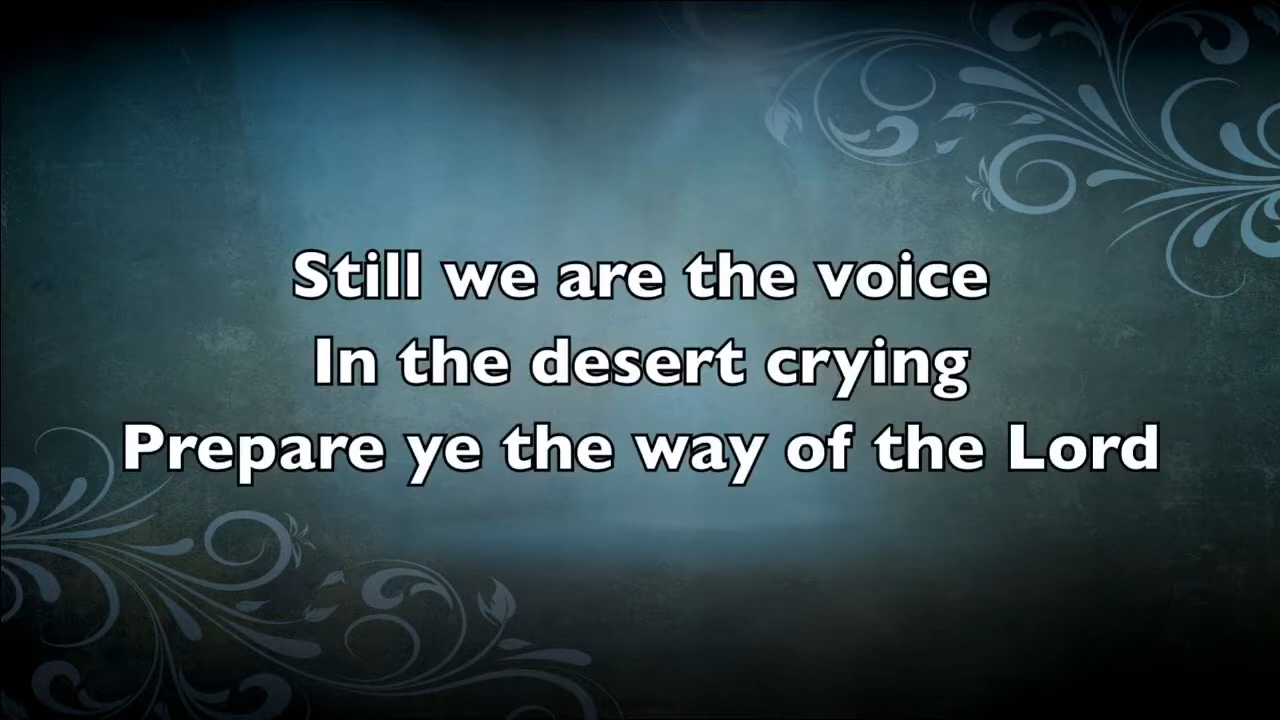 Still we are the voice
In the desert crying
Prepare ye the way of the Lord